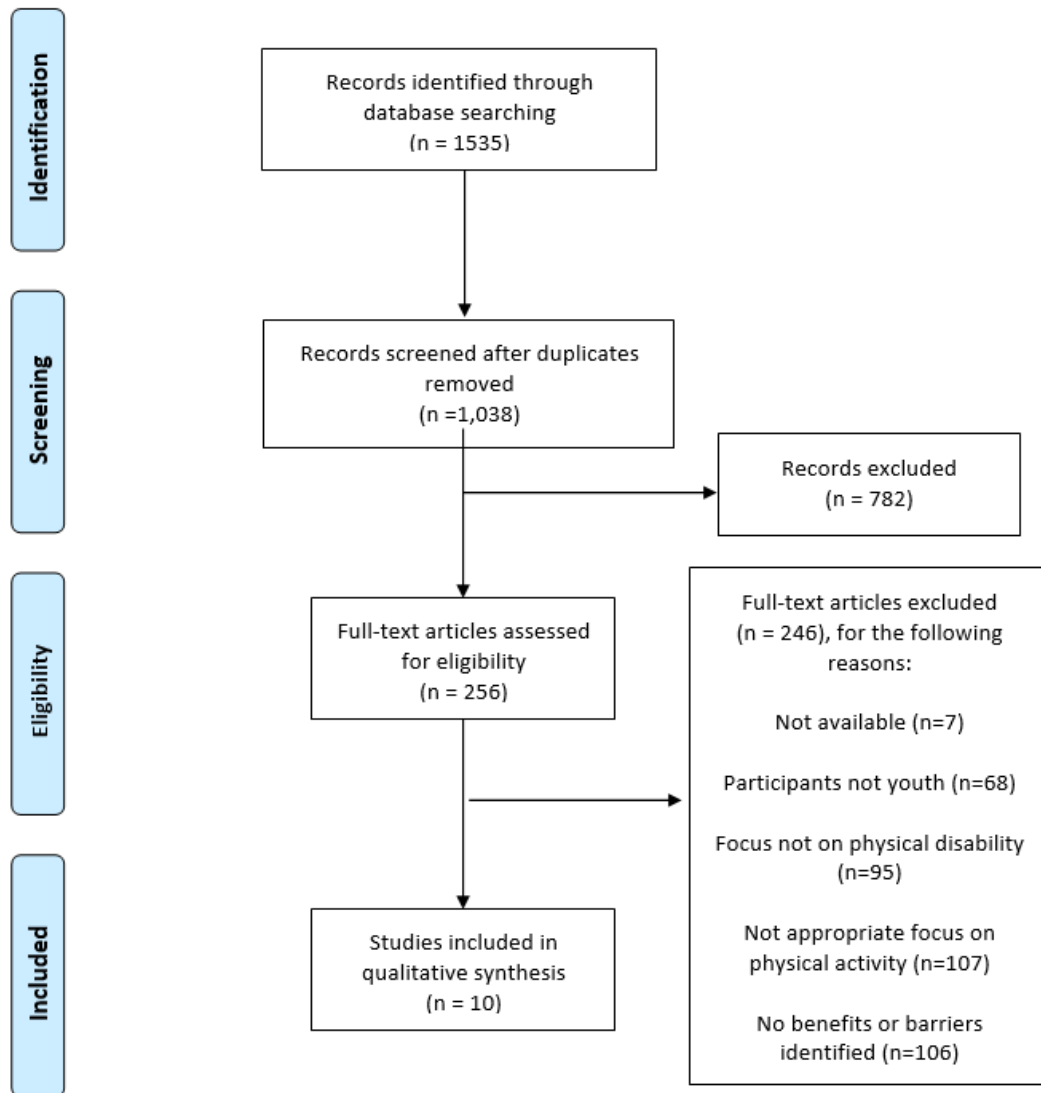 Identification
Records identified through
database searching
(n = 1535)
Screening
Records screened after duplicates
removed
(n =1,038)
Records excluded
(n = 782)
Eligibility
Full-text articles assessed
for eligibility
(n = 256)
Full-text articles excluded
(n = 246), for the following
reasons:
Not available (n=7)
Participants not youth (n=68)
Focus not on physical disability
(n=95)
Not appropriate focus on
physical activity (n=107)
No benefits or barriers
identified (n=106)
Included
Studies included in
qualitative synthesis
(n = 10)